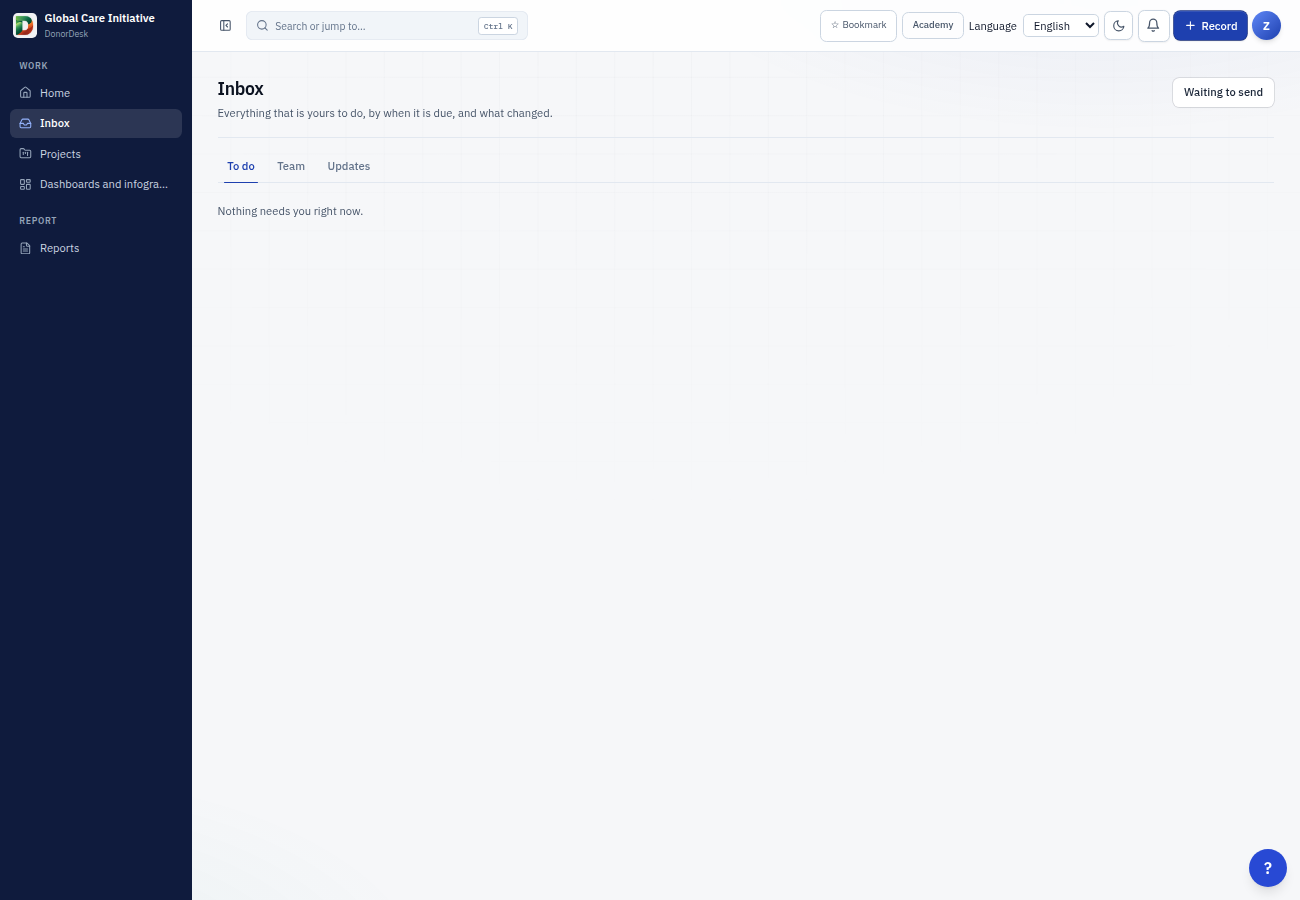 Global Care Initiative
DonorDesk
WORK
Home
Inbox
Projects
Dashboards and infogra...
REPORT
Reports
Search or jump to...
Ctrl K
☆ Bookmark
Academy
Language
English
+ Record
Z
Inbox
Everything that is yours to do, by when it is due, and what changed.
Waiting to send
To do
Team
Updates
Nothing needs you right now.
?